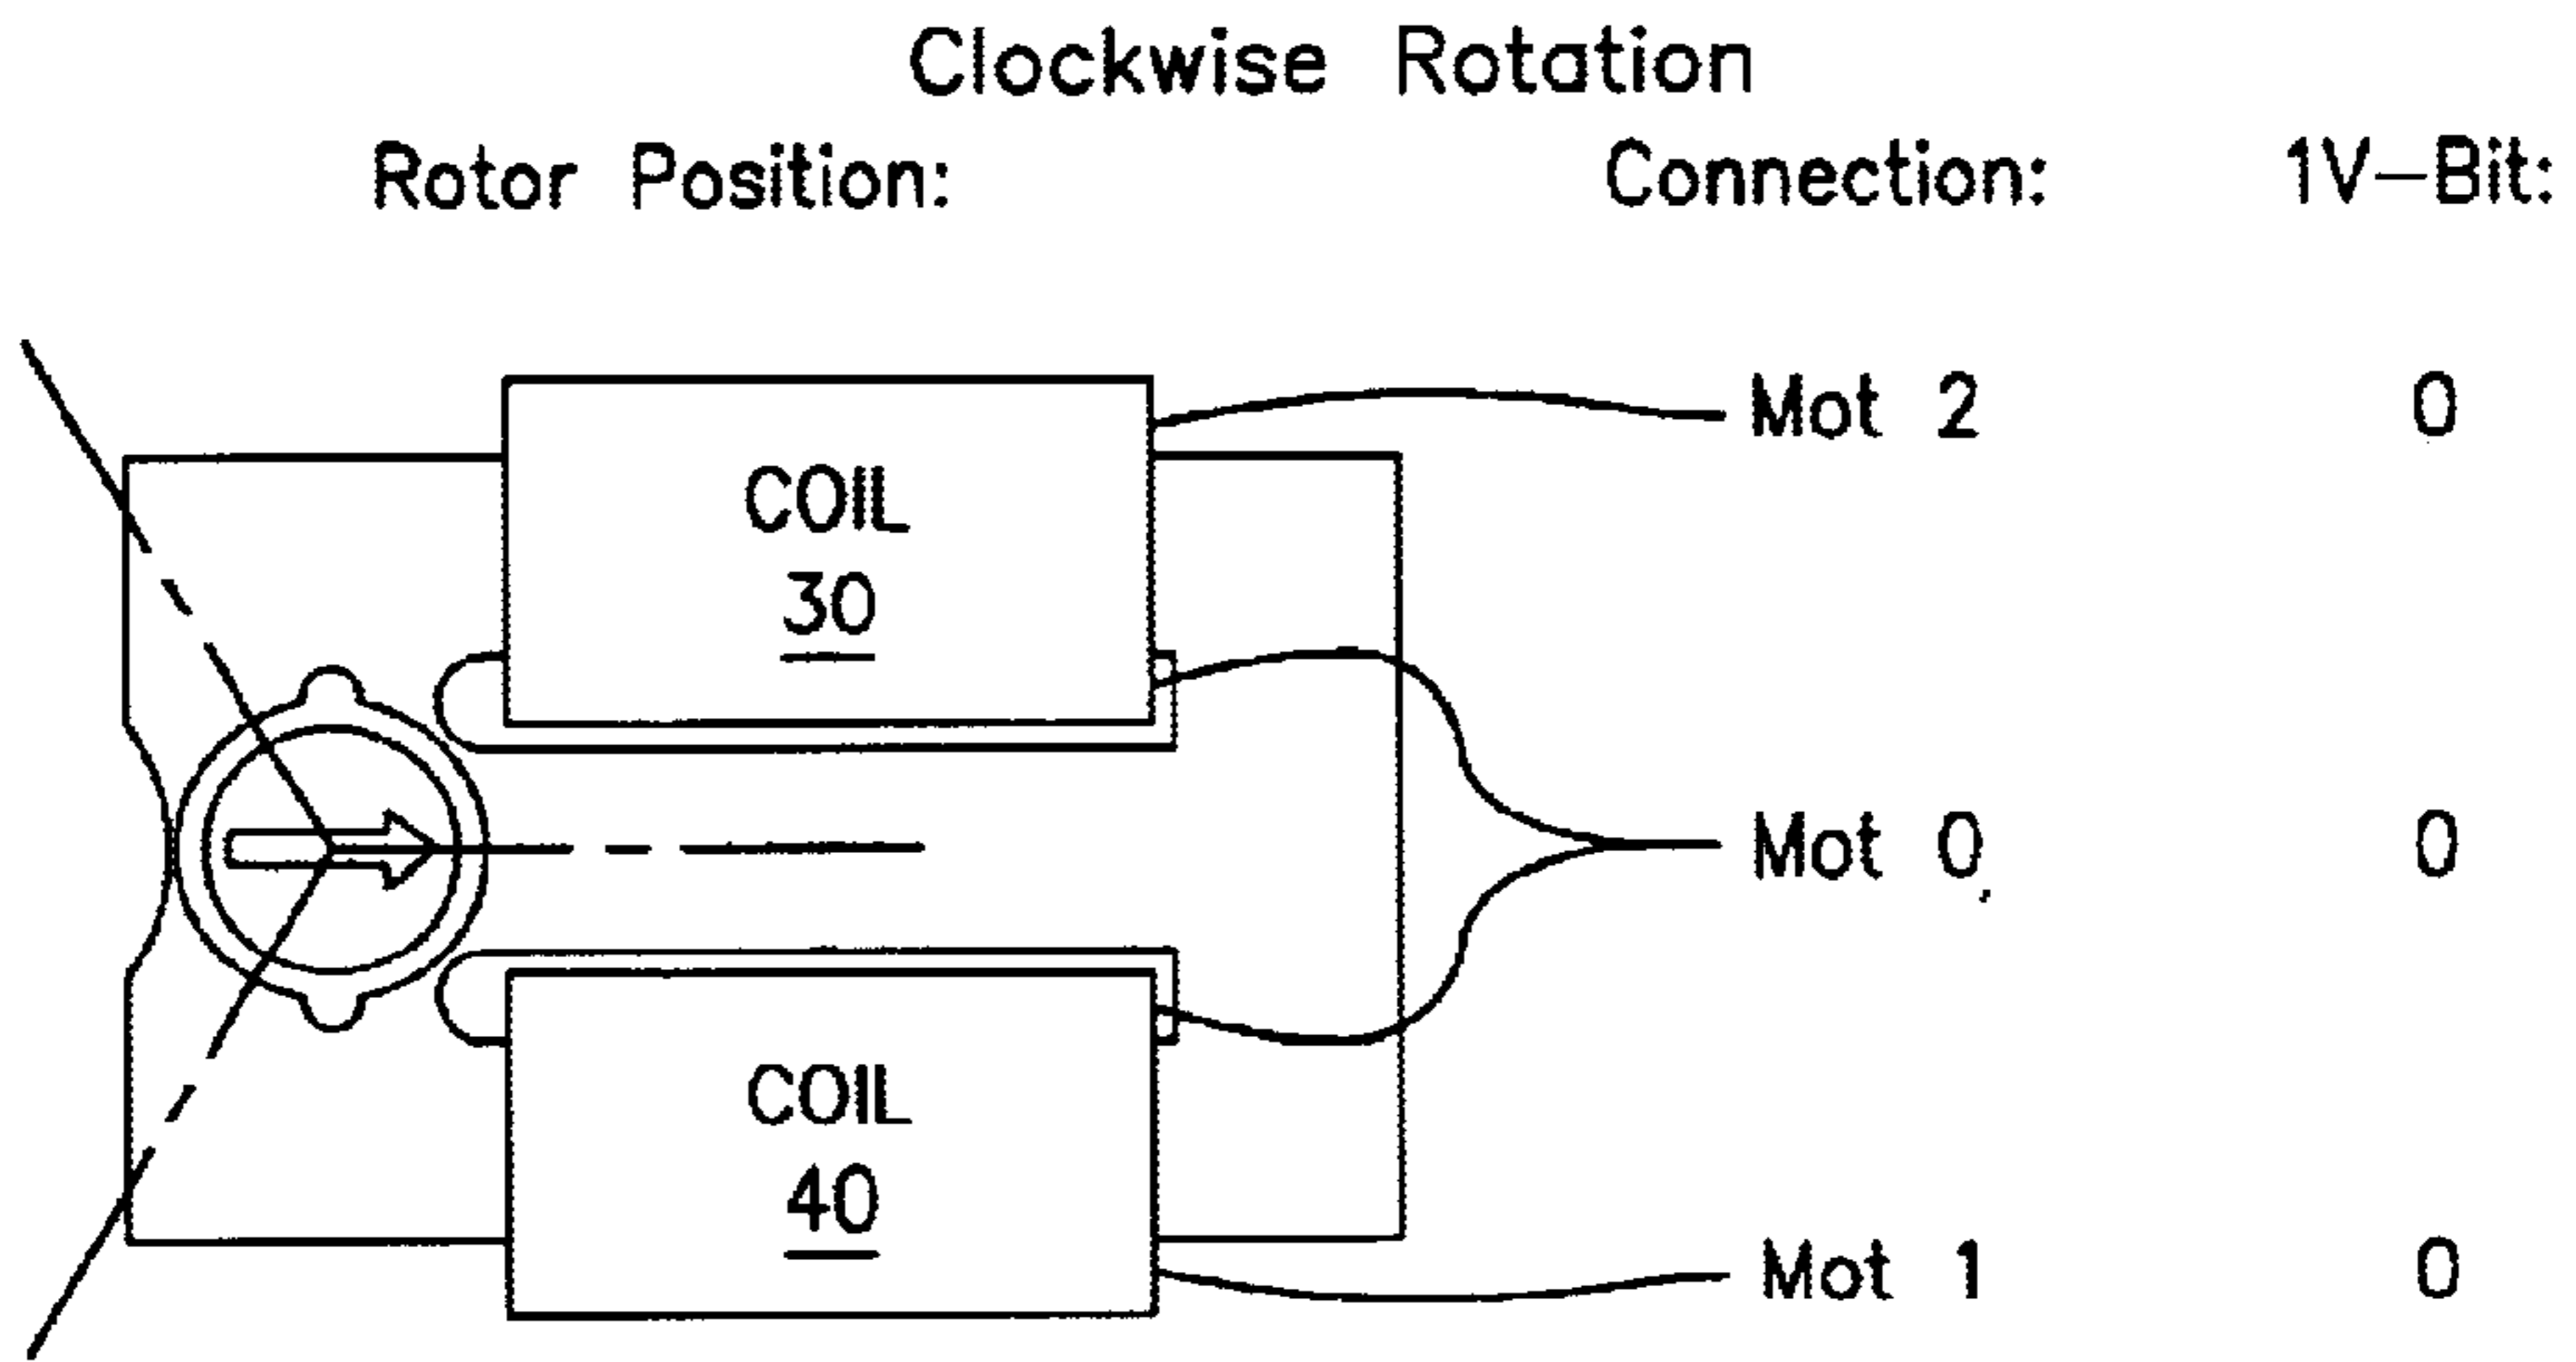 Clockwise Rotation
Rotor Position: Connection: 1V-Bit:
Mot 2 0
COIL
30
Mot 0 0
COIL
40
Mot 1 0